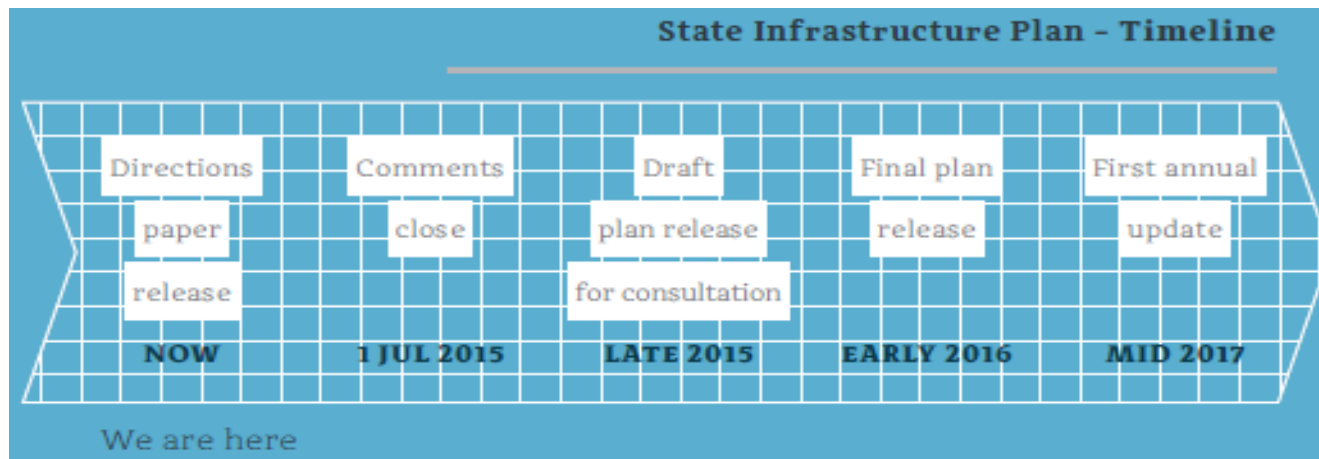 State Infrastructure Plan - Timeline
Directions
paper
release
NOW
Comments
close
1 JUL 2015
Draft
plan release
for consultation
LATE 2015
Final plan
release
EARLY 2016
First annual
update
MID 2017
We are here